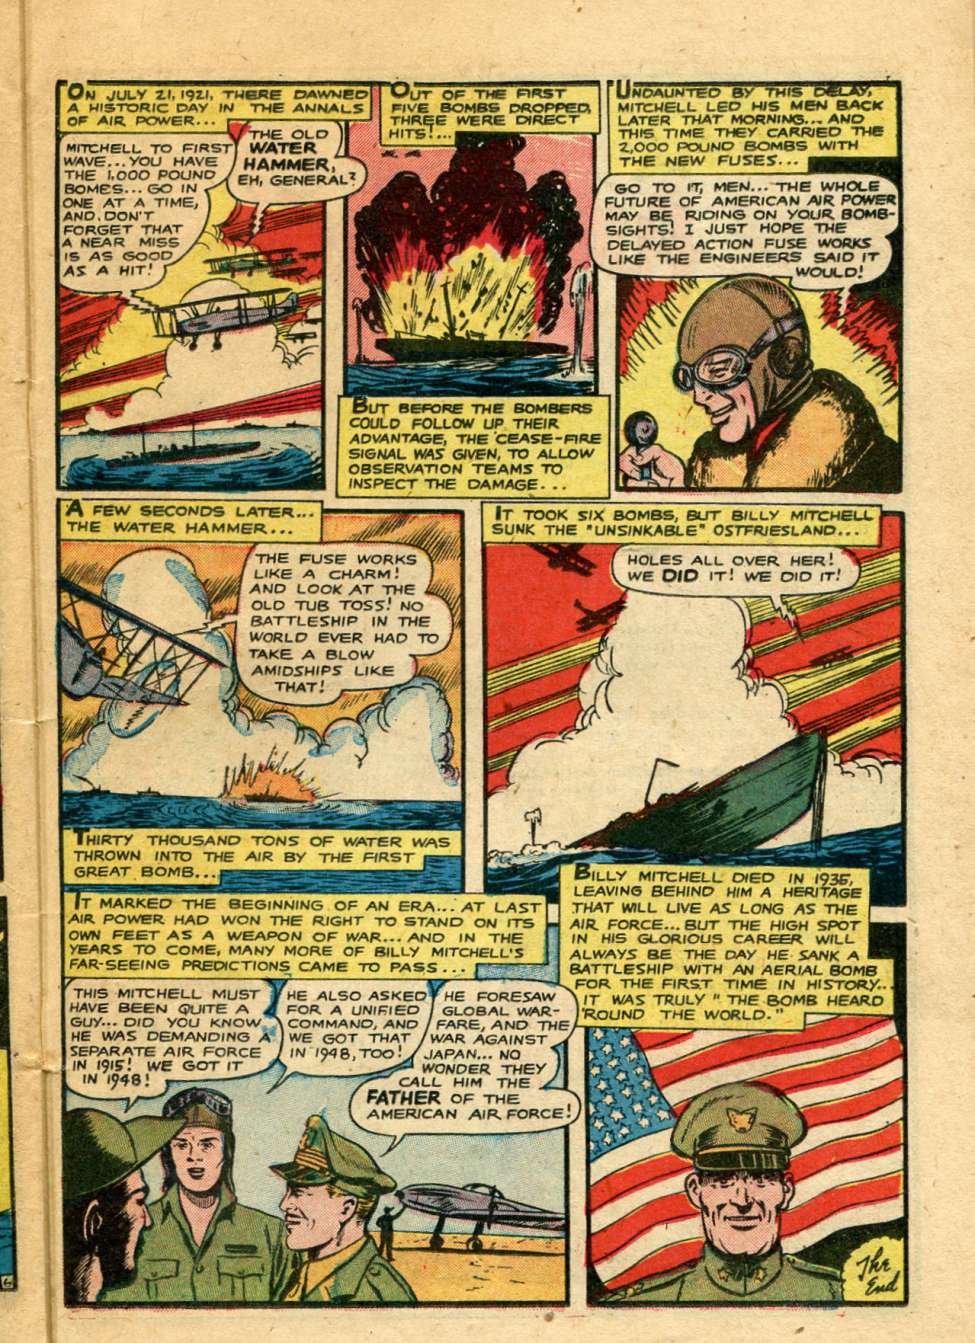 ON JULY 21, 1921, THERE DAWNED
A HISTORIC DAY IN THE ANNALS
OF AIR POWER...
MITCHELL TO FIRST
WAVE... YOU HAVE
THE 1,000 POUND
BOMBS... GO IN
ONE AT A TIME,
AND DON'T
FORGET THAT
A NEAR MISS
IS AS GOOD
AS A HIT!
THE OLD
WATER
HAMMER,
EH, GENERAL?
OUT OF THE FIRST
FIVE BOMBS DROPPED,
THREE WERE DIRECT
HITS!...
BUT BEFORE THE BOMBERS
COULD FOLLOW UP THEIR
ADVANTAGE, THE CEASE-FIRE
SIGNAL WAS GIVEN, TO ALLOW
OBSERVATION TEAMS TO
INSPECT THE DAMAGE...
UNDAUNTED BY THIS DELAY,
MITCHELL LED HIS MEN BACK
LATER THAT MORNING... AND
THIS TIME THEY CARRIED THE
2,000 POUND BOMBS WITH
THE NEW FUSES...
GO TO IT, MEN... THE WHOLE
FUTURE OF AMERICAN AIR POWER
MAY BE RIDING ON YOUR BOMB-
SIGHTS! I JUST HOPE THE
DELAYED ACTION FUSE WORKS
LIKE THE ENGINEERS SAID IT
WOULD!
A FEW SECONDS LATER...
THE WATER HAMMER...
THE FUSE WORKS
LIKE A CHARM!
AND LOOK AT THE
OLD TUB TOSS! NO
BATTLESHIP IN THE
WORLD EVER HAD TO
TAKE A BLOW
AMIDSHIPS LIKE
THAT!
THIRTY THOUSAND TONS OF WATER WAS
THROWN INTO THE AIR BY THE FIRST
GREAT BOMB...
IT TOOK SIX BOMBS, BUT BILLY MITCHELL
SUNK THE "UNSINKABLE" OSTFRIESLAND...
HOLES ALL OVER HER!
WE DID IT! WE DID IT!
IT MARKED THE BEGINNING OF AN ERA... AT LAST
AIR POWER HAD WON THE RIGHT TO STAND ON ITS
OWN FEET AS A WEAPON OF WAR... AND IN THE
YEARS TO COME, MANY MORE OF BILLY MITCHELL'S
FAR-SEEING PREDICTIONS CAME TO PASS...
THIS MITCHELL MUST
HAVE BEEN QUITE A
GUY... DID YOU KNOW
HE WAS DEMANDING A
SEPARATE AIR FORCE
IN 1915! WE GOT IT
IN 1948!
HE ALSO ASKED
FOR A UNIFIED
COMMAND, AND
WE GOT THAT
IN 1948, TOO!
HE FORESAW
GLOBAL WAR-
FARE, AND THE
WAR AGAINST
JAPAN... NO
WONDER THEY
CALL HIM THE
FATHER OF THE
AMERICAN AIR FORCE!
BILLY MITCHELL DIED IN 1935,
LEAVING BEHIND HIM A HERITAGE
THAT WILL LIVE AS LONG AS THE
AIR FORCE... BUT THE HIGH SPOT
IN HIS GLORIOUS CAREER WILL
ALWAYS BE THE DAY HE SANK A
BATTLESHIP WITH AN AERIAL BOMB
FOR THE FIRST TIME IN HISTORY...
IT WAS TRULY "THE BOMB HEARD
'ROUND THE WORLD."
The
End
6